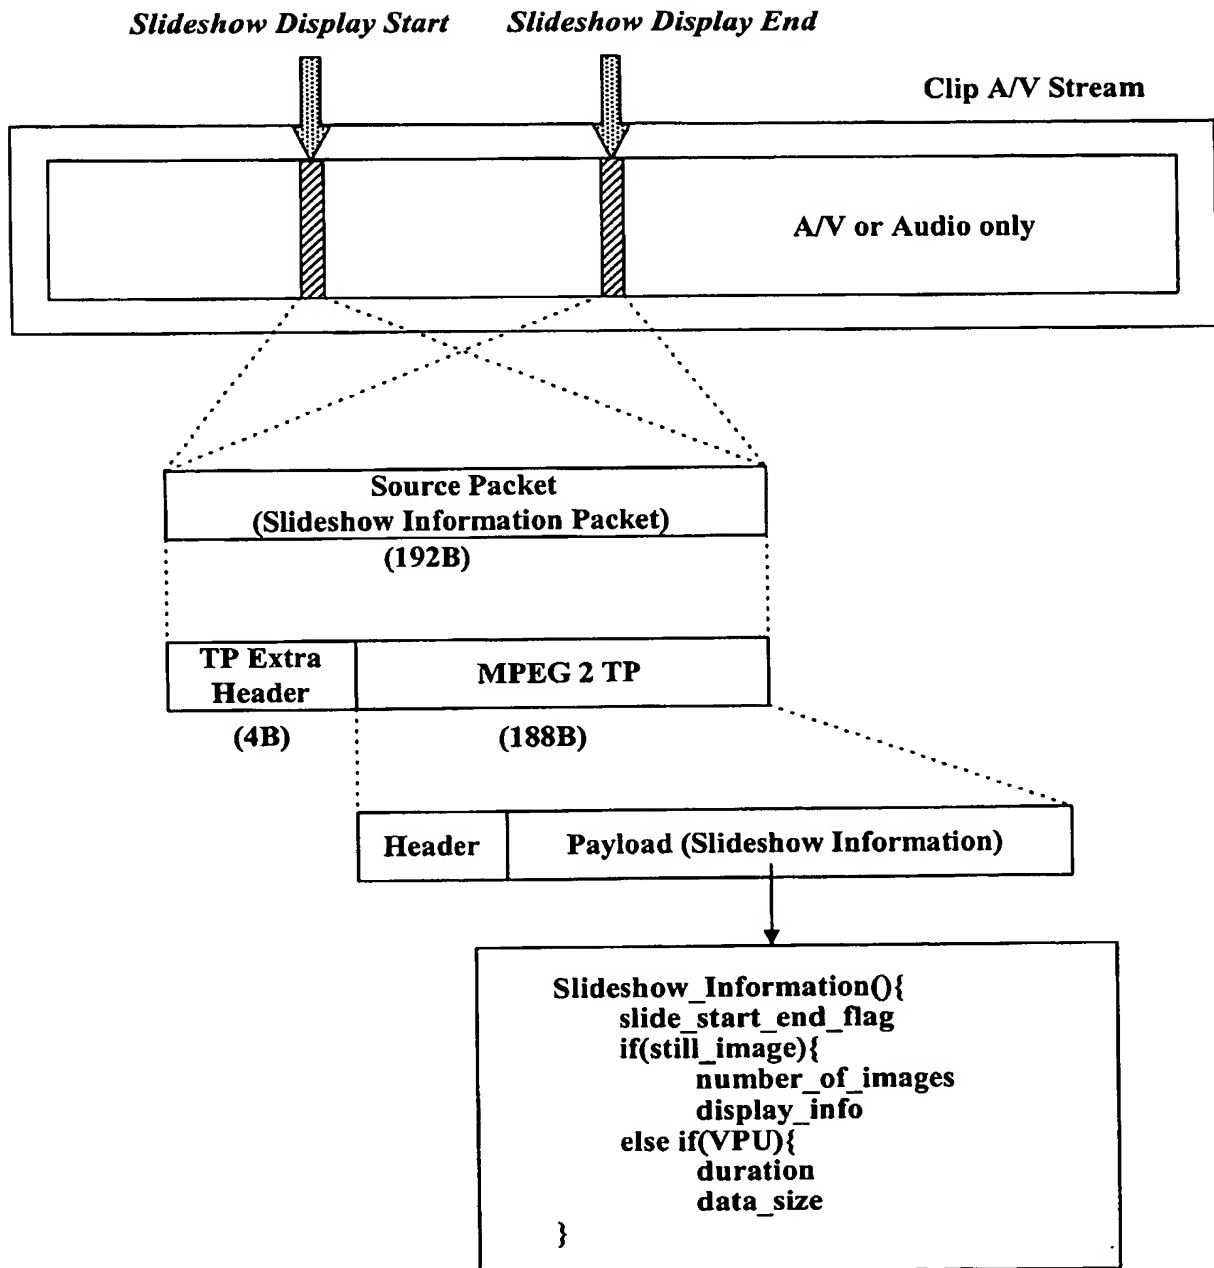 Slideshow Display Start
Slideshow Display End
Clip A/V Stream
A/V or Audio only
Source Packet
(Slideshow Information Packet)
(192B)
TP Extra
Header
MPEG 2 TP
(4B)
(188B)
Header
Payload (Slideshow Information)
Slideshow_Information(){
slide_start_end_flag
if(still_image){
number_of_images
display_info
else if(VPU){
duration
data_size
}